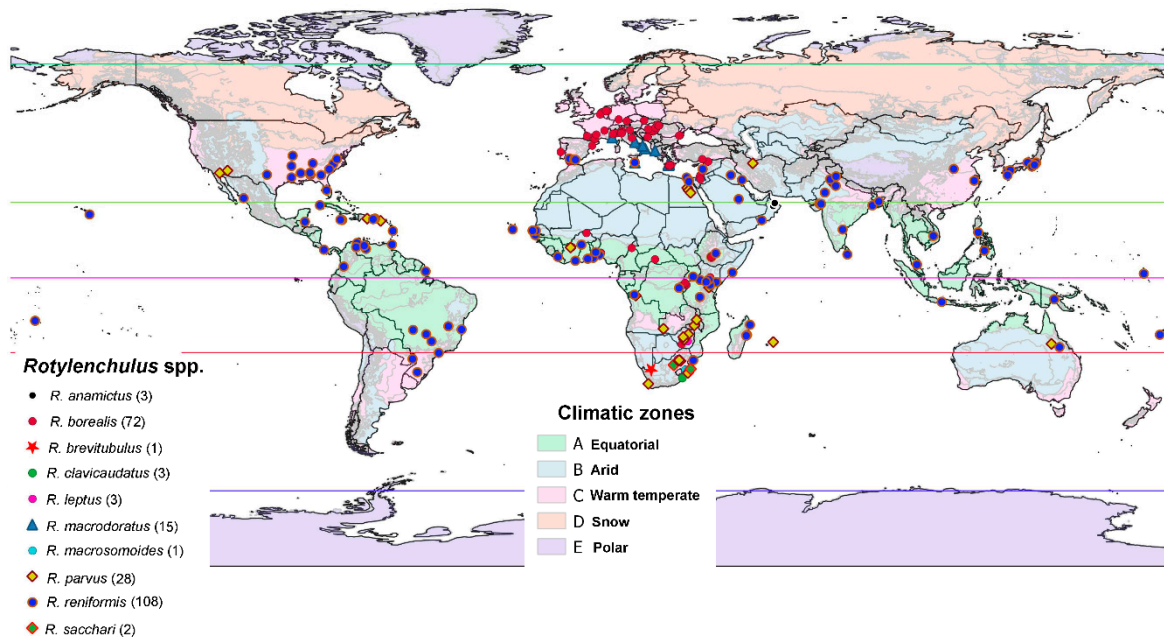 Rotylenchulus spp.
R. anamictus (3)
R. borealis (72)
R. brevitubulus (1)
R. clavicaudatus (3)
R. leptus (3)
R. macrodoratus (15)
R. macrosomoides (1)
R. parvus (28)
R. reniformis (108)
R. sacchari (2)
Climatic zones
A Equatorial
B Arid
C Warm temperate
D Snow
E Polar